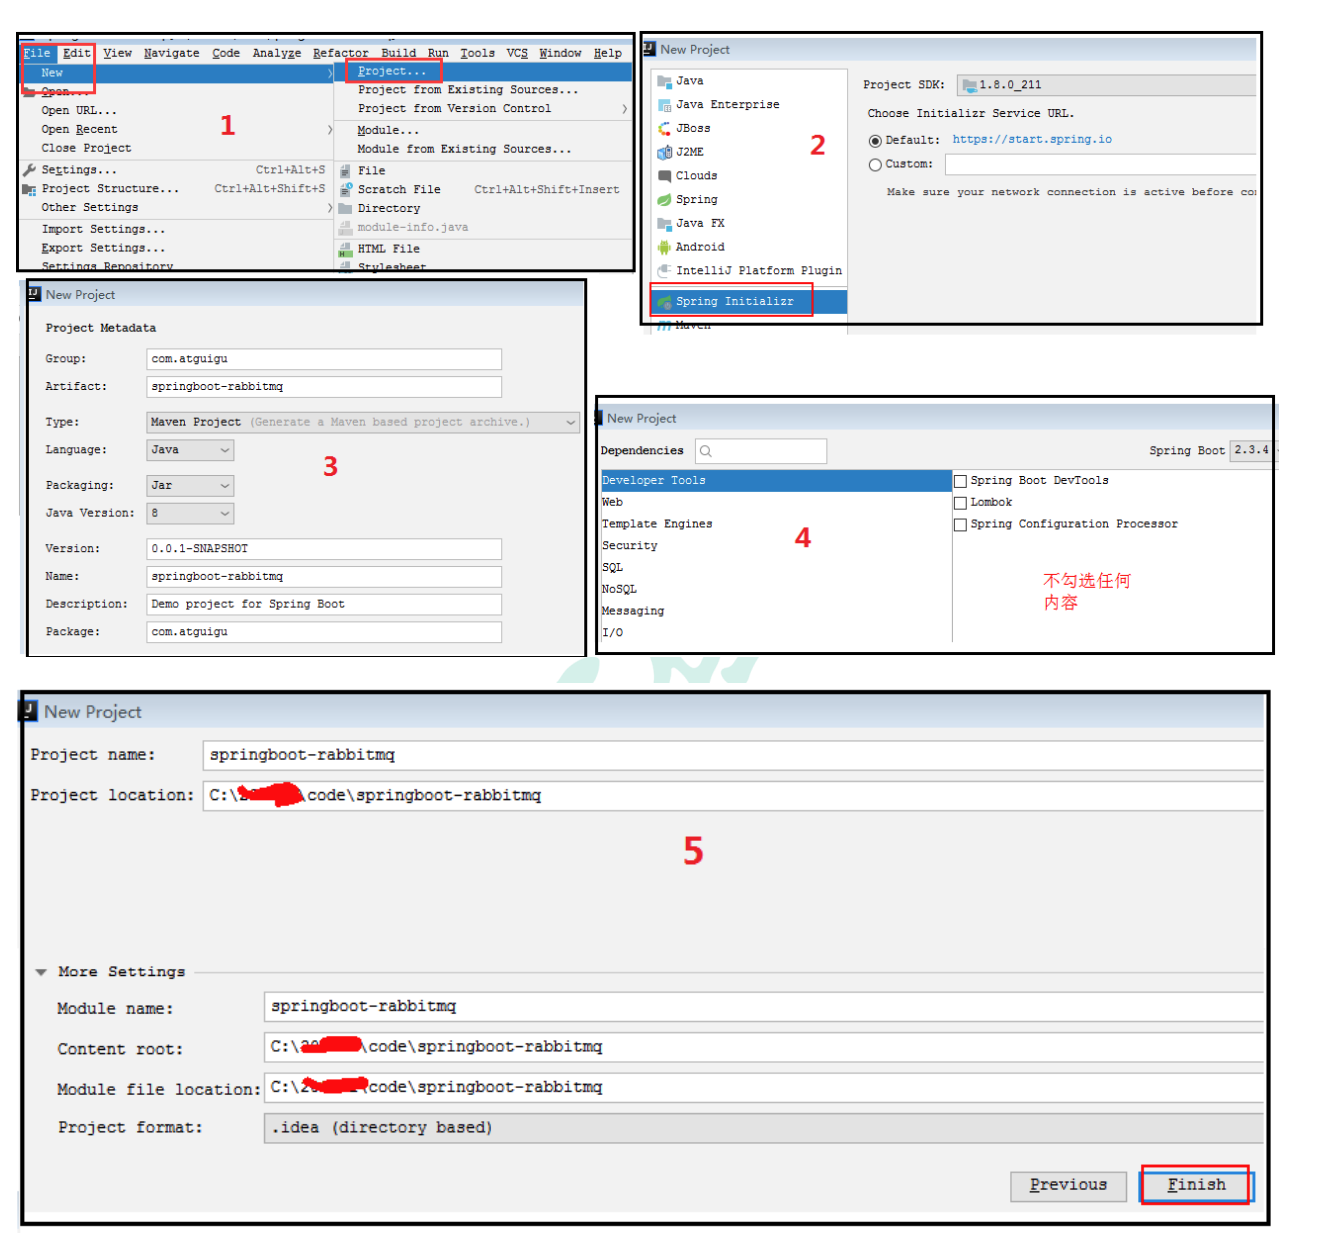 File Edit View Navigate Code Analyze Refactor Build Run Tools VCS Window Help
New
Open...
Open URL...
Open Recent
Close Project
Settings... Ctrl+Alt+S
Project Structure... Ctrl+Alt+Shift+S
Other Settings
Import Settings...
Export Settings...
Settings Repository
Project...
Project from Existing Sources...
Project from Version Control
Module...
Module from Existing Sources...
File
Scratch File Ctrl+Alt+Shift+Insert
Directory
module-info.java
HTML File
Stylesheet
1
New Project
Java
Java Enterprise
JBoss
J2ME
Clouds
Spring
Java FX
Android
IntelliJ Platform Plugin
Spring Initializr
Maven
Project SDK: 1.8.0_211
Choose Initializr Service URL.
Default: https://start.spring.io
Custom:
Make sure your network connection is active before
2
New Project
Project Metadata
Group: com.atguigu
Artifact: springboot-rabbitmq
Type: Maven Project (Generate a Maven based project archive.)
Language: Java
Packaging: Jar
Java Version: 8
Version: 0.0.1-SNAPSHOT
Name: springboot-rabbitmq
Description: Demo project for Spring Boot
Package: com.atguigu
3
New Project
Dependencies
Spring Boot 2.3.4
Developer Tools
Web
Template Engines
Security
SQL
NoSQL
Messaging
I/O
Spring Boot DevTools
Lombok
Spring Configuration Processor
4
不勾选任何
内容
New Project
Project name: springboot-rabbitmq
Project location: C:\ \code\springboot-rabbitmq
5
More Settings
Module name: springboot-rabbitmq
Content root: C:\ \code\springboot-rabbitmq
Module file location: C:\ \code\springboot-rabbitmq
Project format: .idea (directory based)
Previous Finish